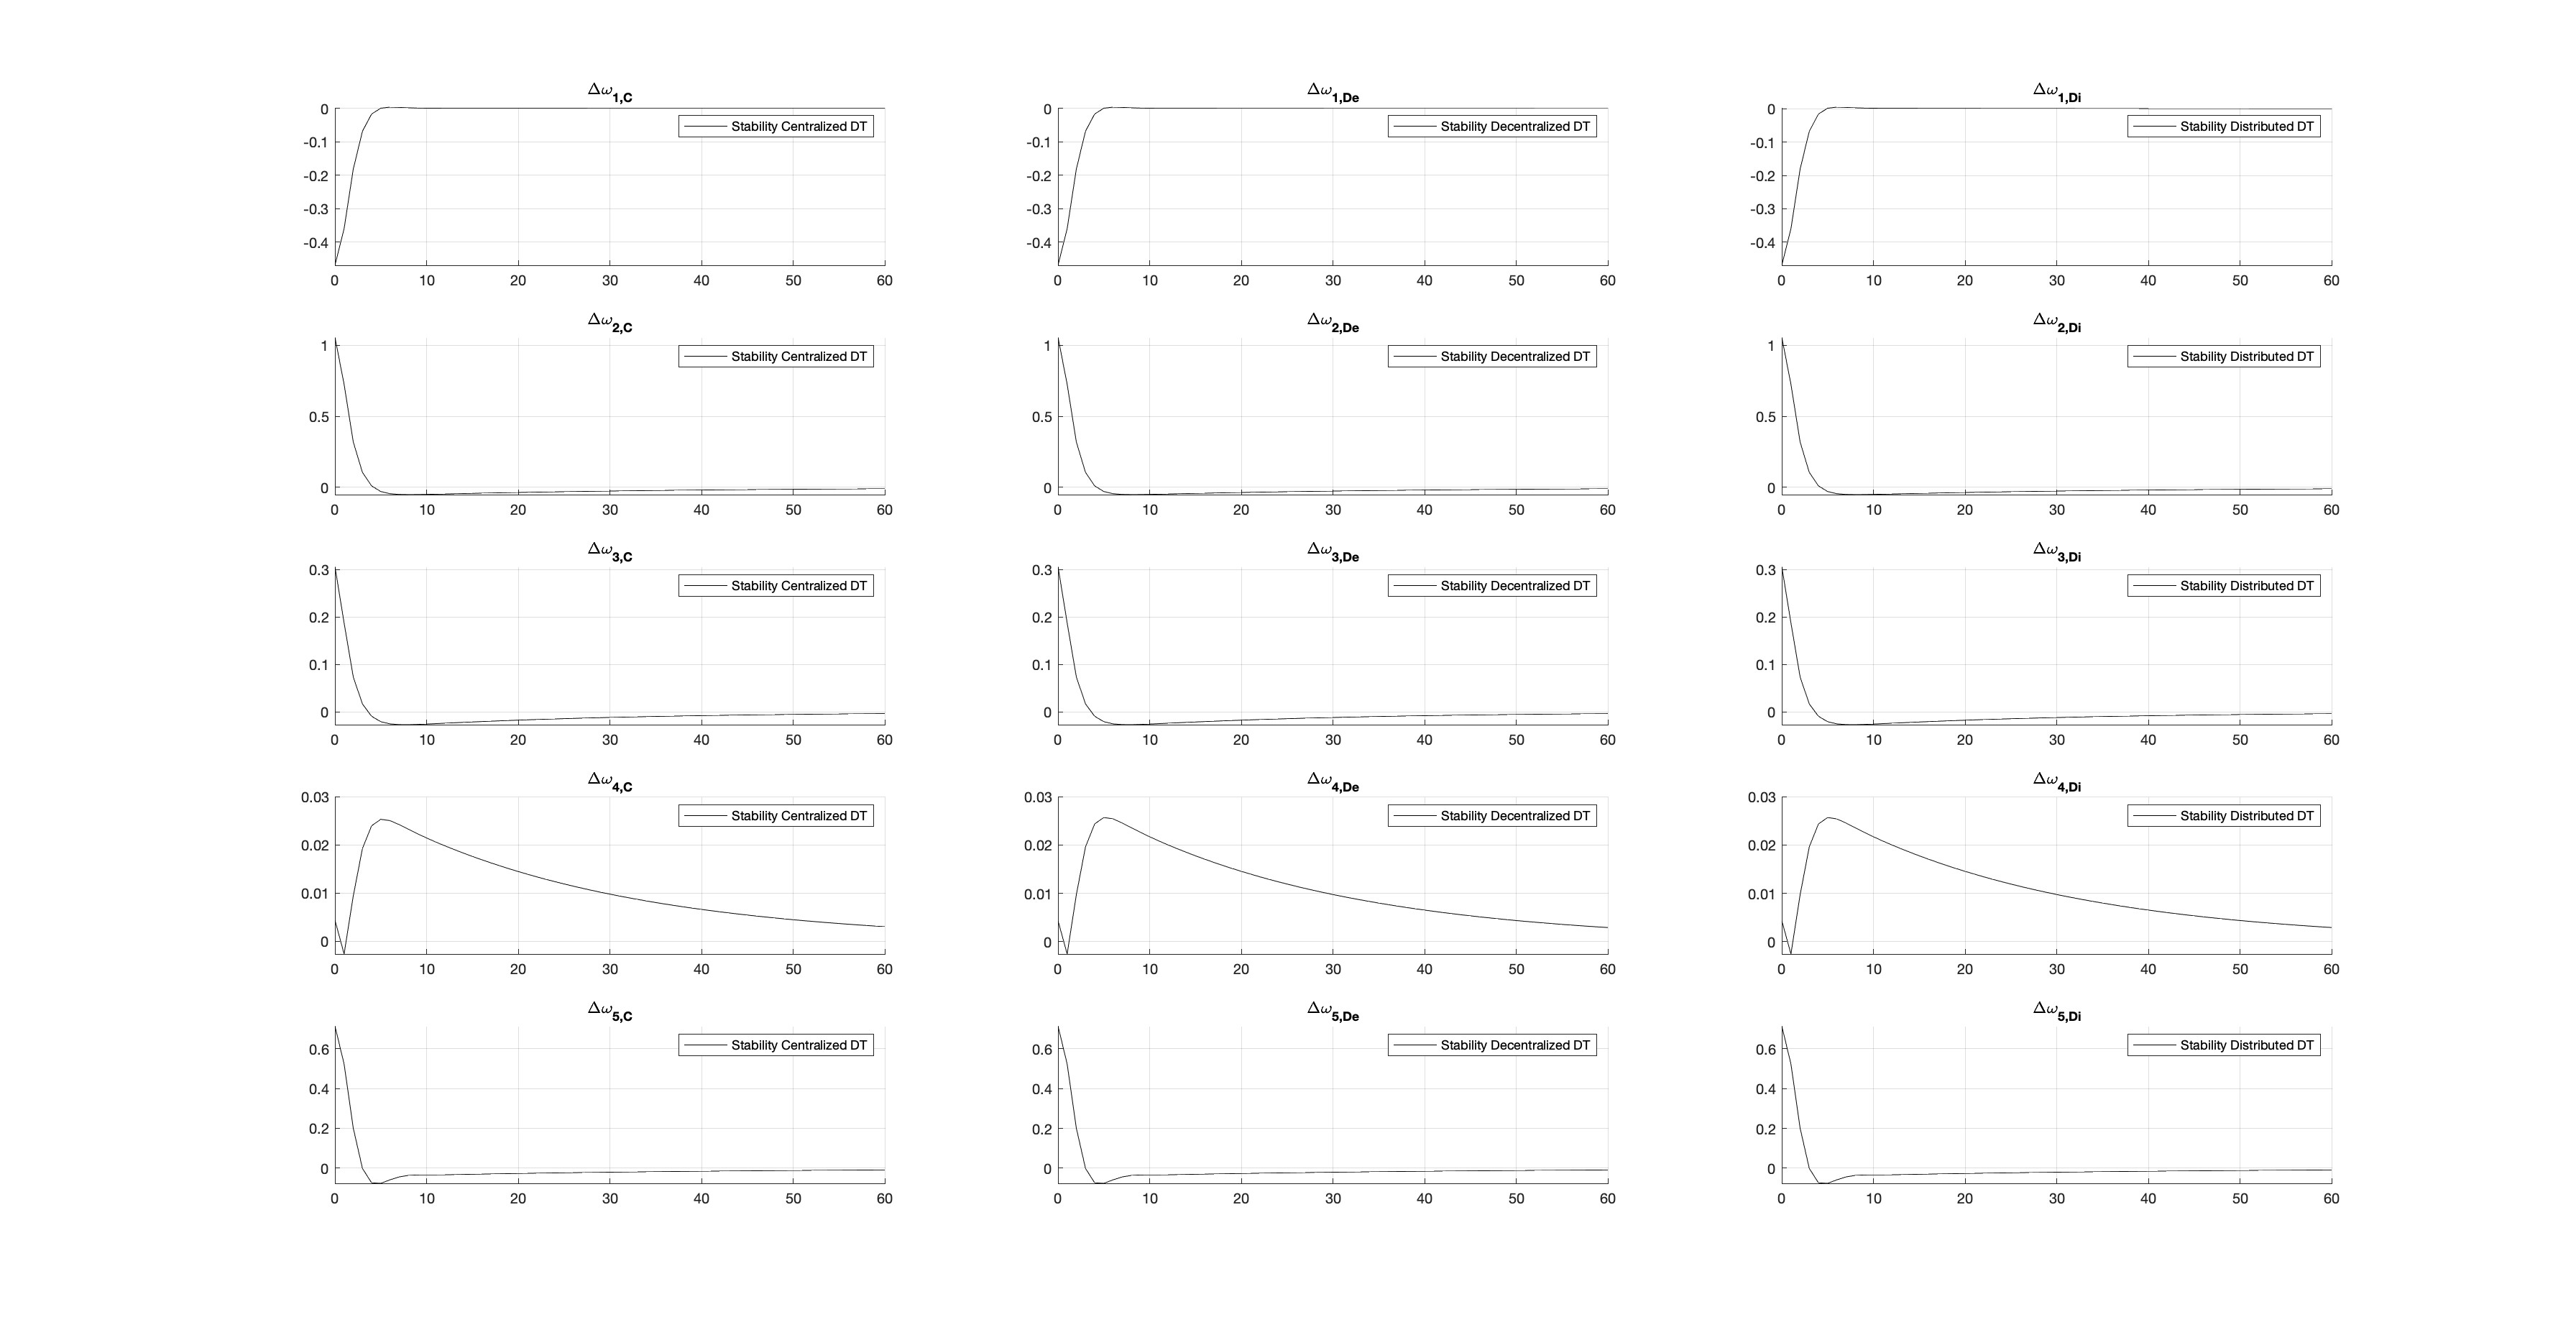 Δω1,C Δω1,De Δω1,Di
0 0 0
Stability Centralized DT Stability Decentralized DT Stability Distributed DT
-0.1 -0.1 -0.1
-0.2 -0.2 -0.2
-0.3 -0.3 -0.3
-0.4 -0.4 -0.4
0 10 20 30 40 50 60 0 10 20 30 40 50 60 0 10 20 30 40 50 60
Δω2,C Δω2,De Δω2,Di
1 1 1
Stability Centralized DT Stability Decentralized DT Stability Distributed DT
0.5 0.5 0.5
0 0 0
0 10 20 30 40 50 60 0 10 20 30 40 50 60 0 10 20 30 40 50 60
Δω3,C Δω3,De Δω3,Di
0.3 0.3 0.3
Stability Centralized DT Stability Decentralized DT Stability Distributed DT
0.2 0.2 0.2
0.1 0.1 0.1
0 0 0
0 10 20 30 40 50 60 0 10 20 30 40 50 60 0 10 20 30 40 50 60
Δω4,C Δω4,De Δω4,Di
0.03 0.03 0.03
Stability Centralized DT Stability Decentralized DT Stability Distributed DT
0.02 0.02 0.02
0.01 0.01 0.01
0 0 0
0 10 20 30 40 50 60 0 10 20 30 40 50 60 0 10 20 30 40 50 60
Δω5,C Δω5,De Δω5,Di
Stability Centralized DT Stability Decentralized DT Stability Distributed DT
0.6 0.6 0.6
0.4 0.4 0.4
0.2 0.2 0.2
0 0 0
0 10 20 30 40 50 60 0 10 20 30 40 50 60 0 10 20 30 40 50 60